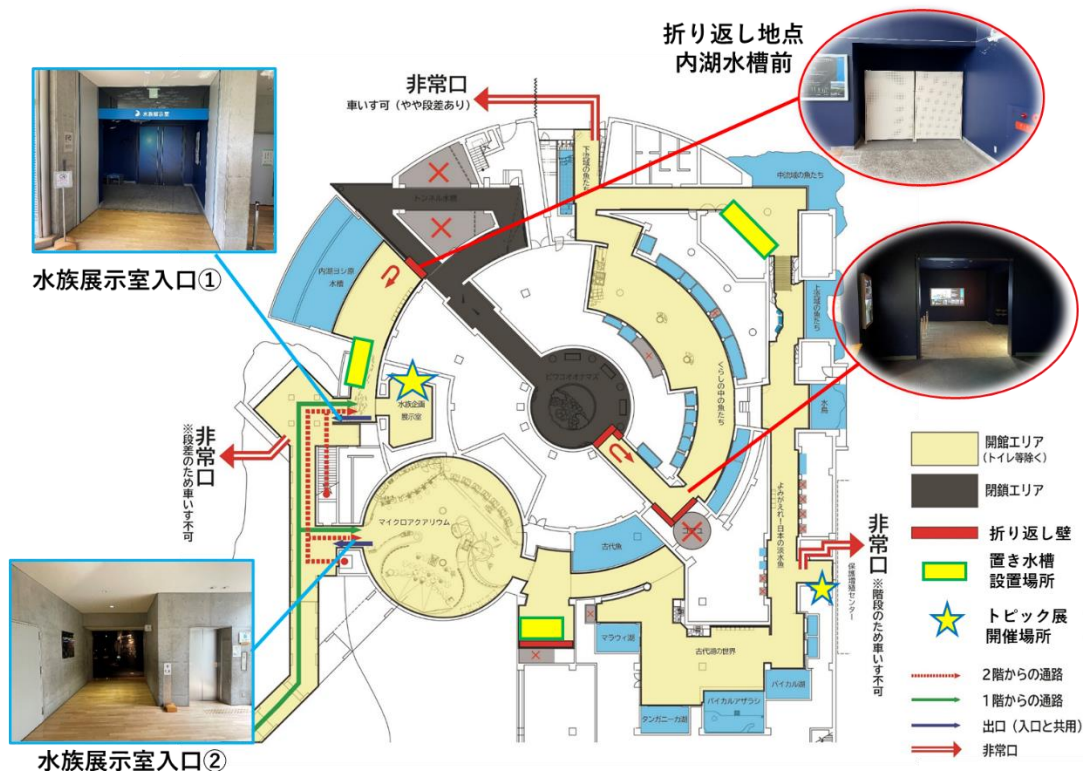 折り返し地点
内湖水槽前
非常口
車いす可（やや段差あり）
水族展示室
水族展示室入口①
下流域の魚たち
中流域の魚たち
トンネル水槽
内湖ヨシ原
水槽
上流域の魚たち
くらしの中の魚たち
ビワコオオナマズ
水鳥
水族企画
展示室
非常口
※段差のため車いす不可
マイクロアクアリウム
古代魚
よみがえれ！日本の淡水魚
保護増殖センター
非常口
※階段のため車いす不可
マラウィ湖
古代湖の世界
バイカル湖
バイカルアザラシ
タンガニーカ湖
水族展示室入口②
開館エリア
（トイレ等除く）
閉鎖エリア
折り返し壁
置き水槽
設置場所
トピック展
開催場所
2階からの通路
1階からの通路
出口（入口と共用）
非常口